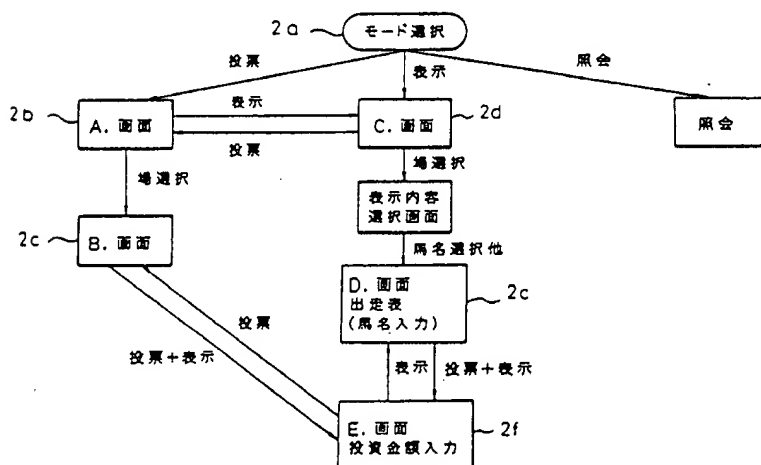 2a
モード選択
投票
表示
照会
2b
A. 画面
表示
投票
C. 画面
2d
照会
場選択
場選択
表示内容
選択画面
2c
B. 画面
馬名選択他
D. 画面
出走表
(馬名入力)
2c
投票
投票+表示
表示
投票+表示
E. 画面
投資金額入力
2f